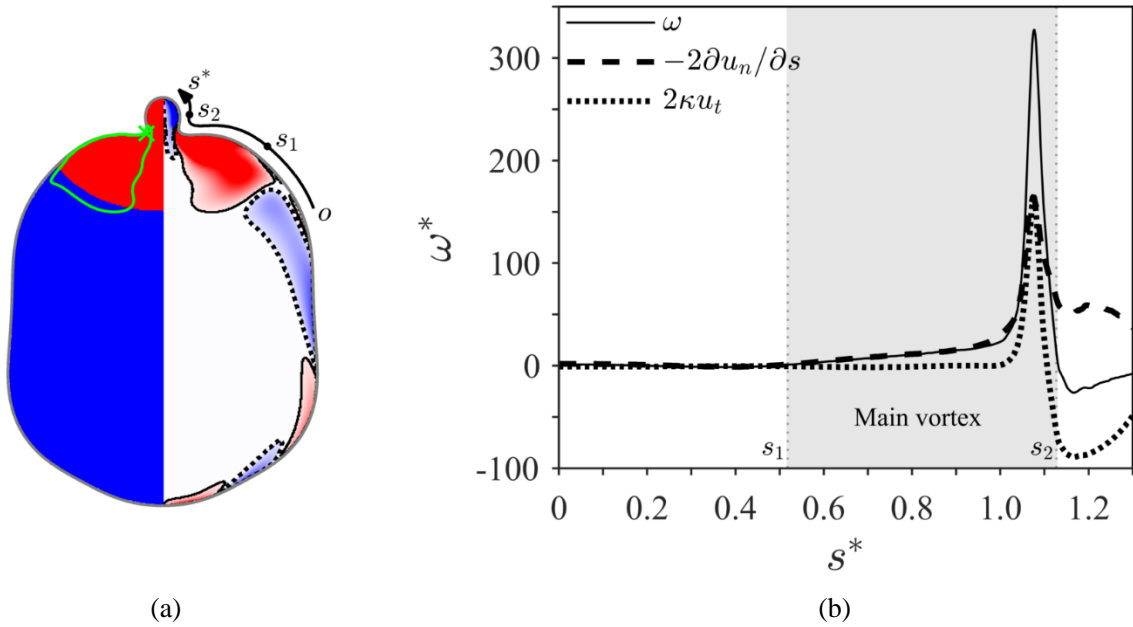 s*
s₂
s₁
o
(a)
ω
−2∂uₙ/∂s
2κuₜ
300
200
100
0
-100
ω*
Main vortex
s₁
s₂
0 0.2 0.4 0.6 0.8 1.0 1.2
s*
(b)